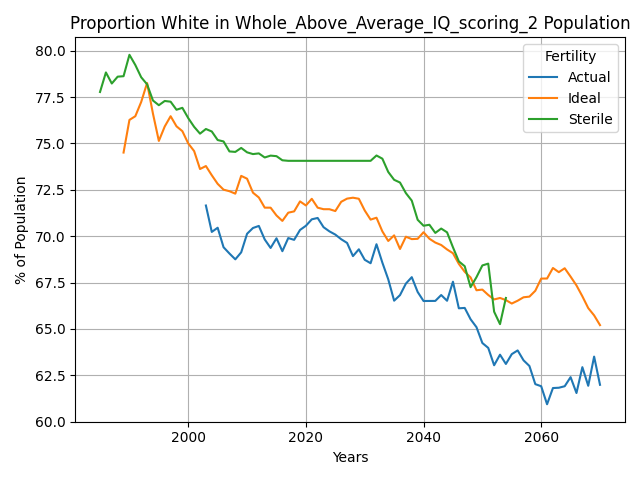 Proportion White in Whole_Above_Average_IQ_scoring_2 Population
% of Population
80.0
77.5
75.0
72.5
70.0
67.5
65.0
62.5
60.0
Fertility
Actual
Ideal
Sterile
2000 2020 2040 2060
Years